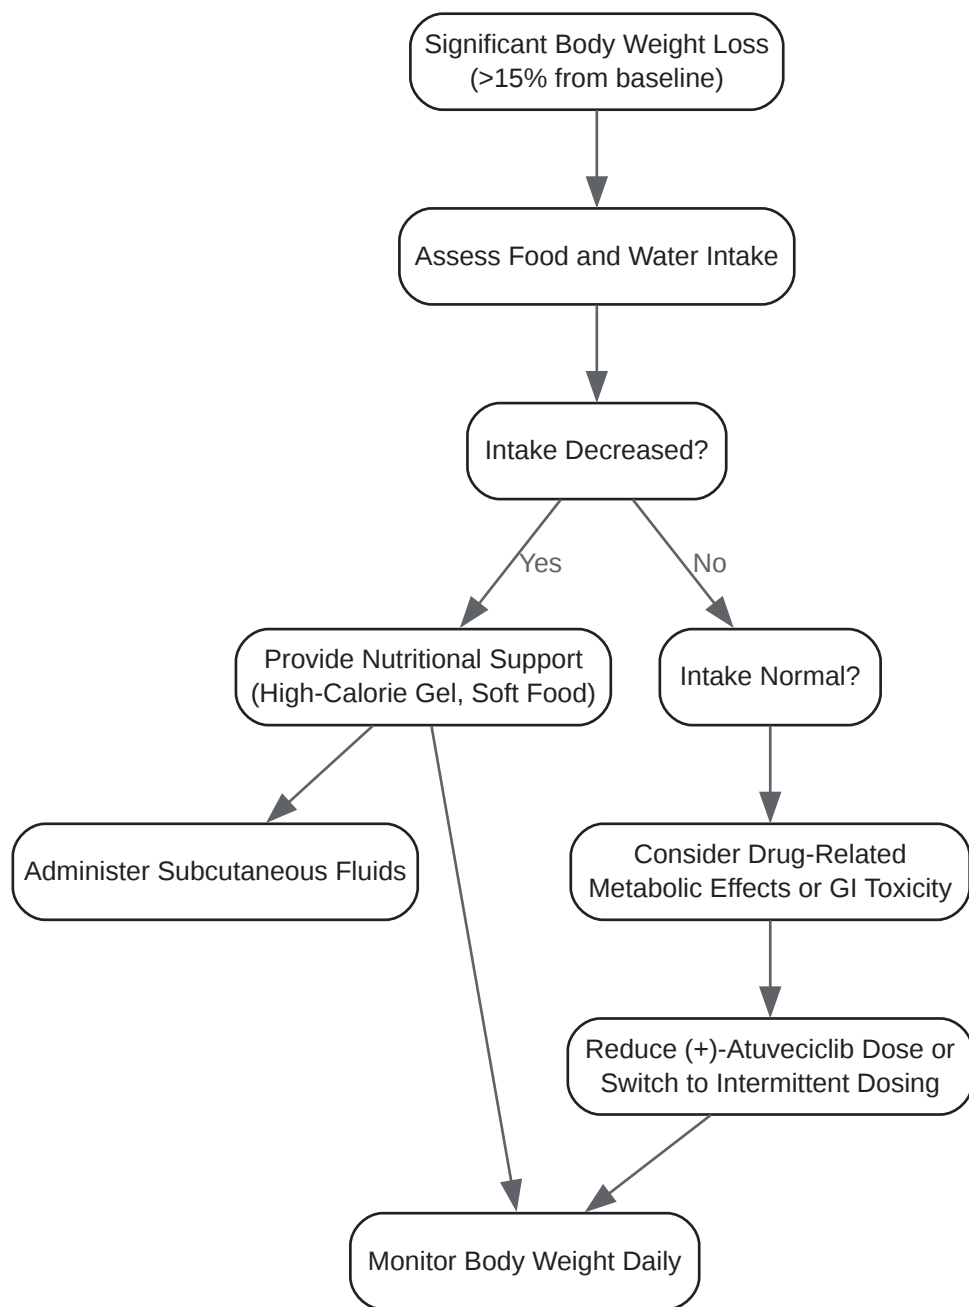 Significant Body Weight Loss
(>15% from baseline)
Assess Food and Water Intake
Intake Decreased?
Yes
No
Provide Nutritional Support
(High-Calorie Gel, Soft Food)
Intake Normal?
Administer Subcutaneous Fluids
Consider Drug-Related
Metabolic Effects or GI Toxicity
Reduce (+)-Atuveciclib Dose or
Switch to Intermittent Dosing
Monitor Body Weight Daily